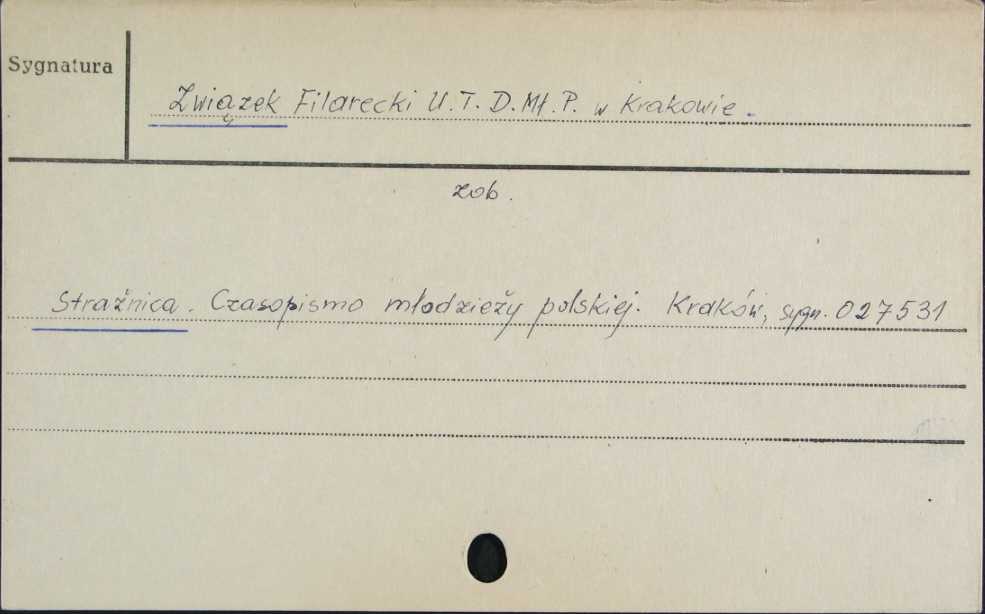 Sygnatura
Związek Filarecki U.T.D.Mł.P. w Krakowie.
zob.
Strażnica. Czasopismo młodzieży polskiej. Kraków, sygn. 027531